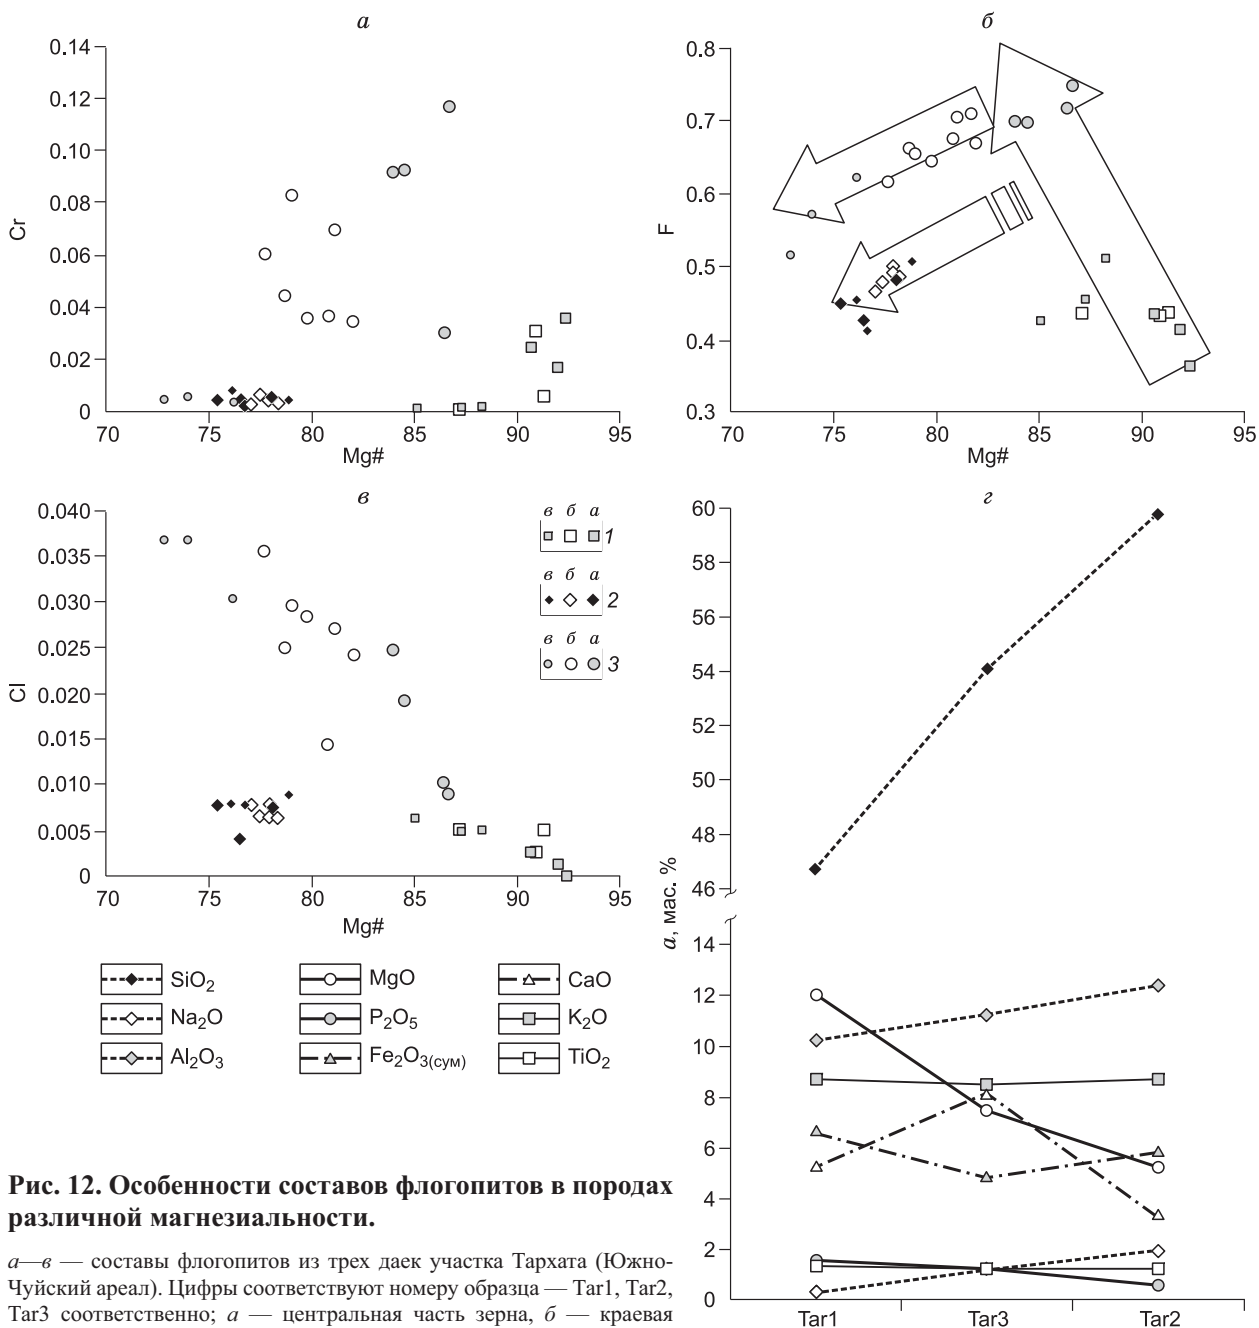 а
0.14
0.12
0.10
0.08
0.06
0.04
0.02
0
Cr
70 75 80 85 90 95
Mg#
б
0.8
0.7
0.6
0.5
0.4
0.3
F
70 75 80 85 90 95
Mg#
в
0.040
0.035
0.030
0.025
0.020
0.015
0.010
0.005
0
Cl
70 75 80 85 90 95
Mg#
в б а
1
в б а
2
в б а
3
г
60
58
56
54
52
50
48
46
14
12
10
8
6
4
2
0
а, мас. %
Tar1 Tar3 Tar2
SiO₂ MgO CaO
Na₂O P₂O₅ K₂O
Al₂O₃ Fe₂O₃(сум) TiO₂
Рис. 12. Особенности составов флогопитов в породах
различной магнезиальности.
а—в — составы флогопитов из трех даек участка Тархата (Южно-
Чуйский ареал). Цифры соответствуют номеру образца — Tar1, Tar2,
Tar3 соответственно; а — центральная часть зерна, б — краевая